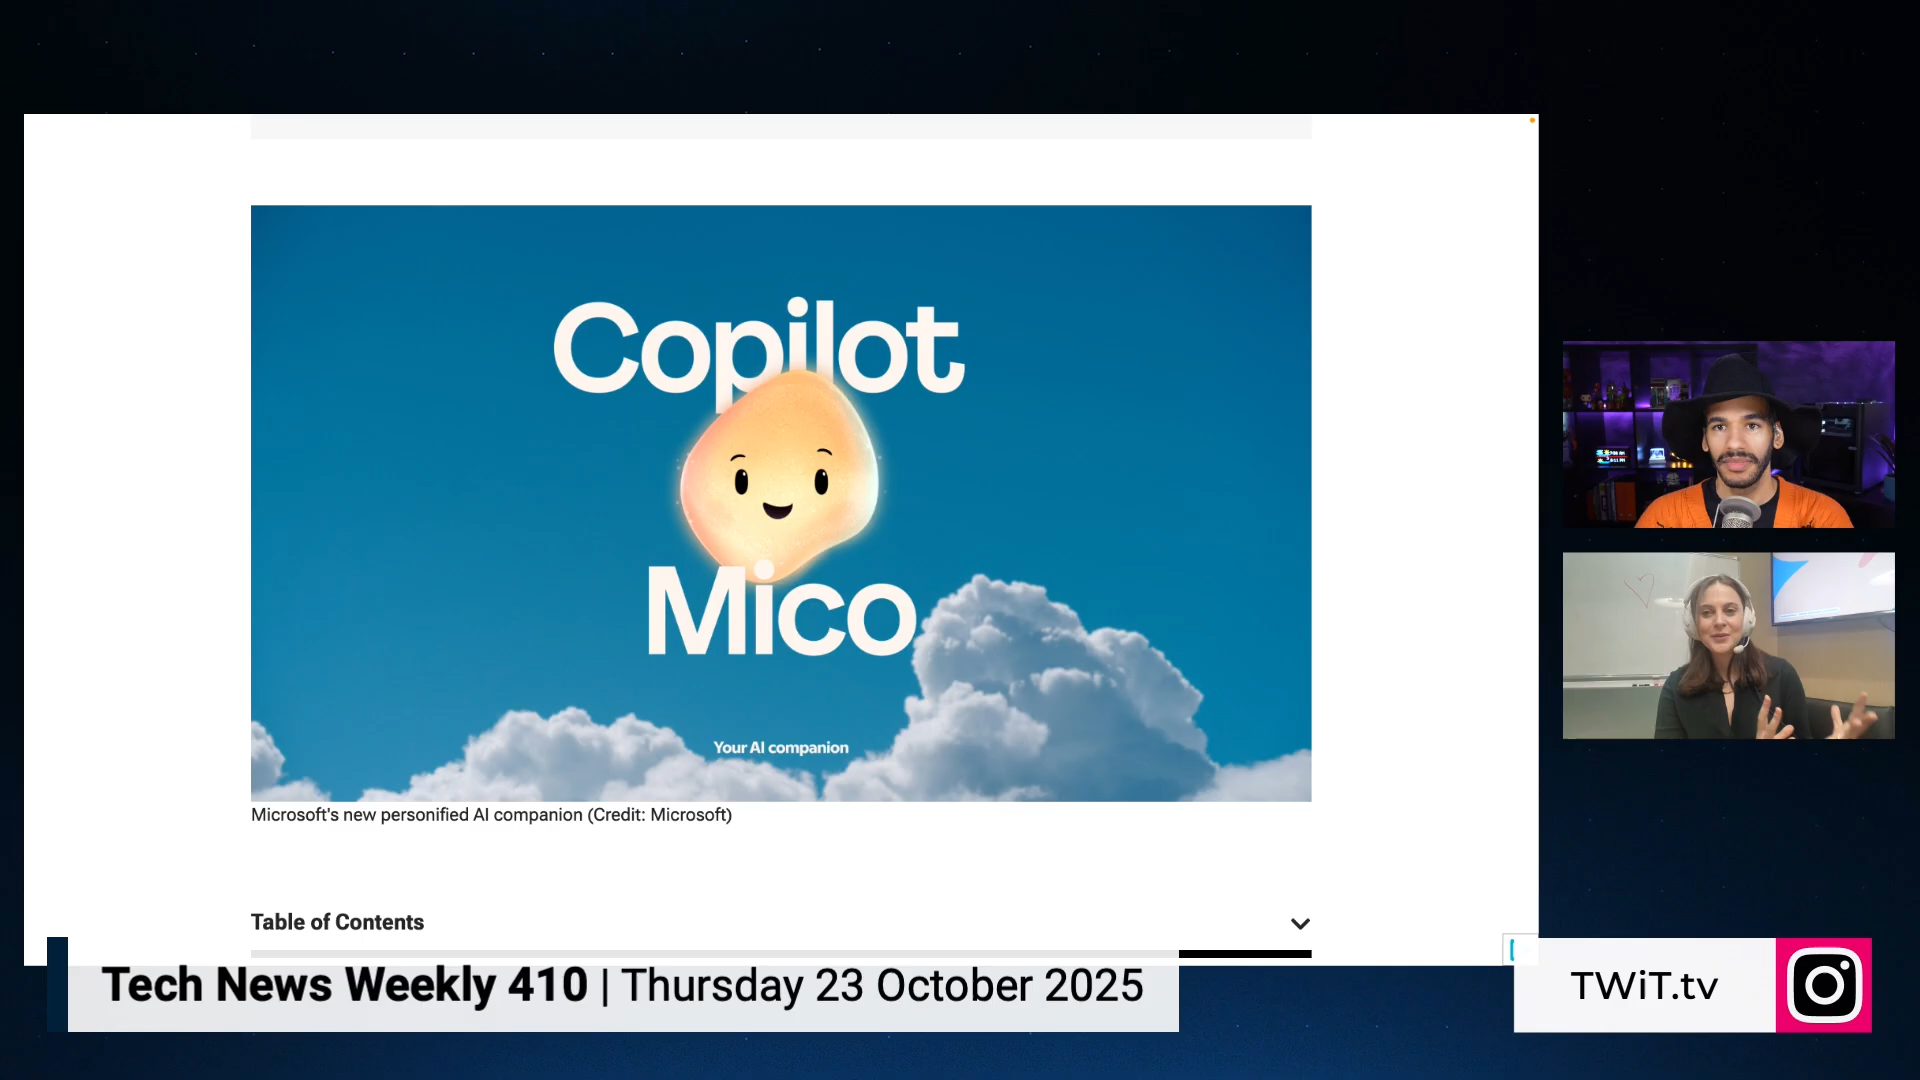 Copilot
Mico
Your AI companion
Microsoft's new personified AI companion (Credit: Microsoft)
Table of Contents
Tech News Weekly 410 | Thursday 23 October 2025
TWiT.tv